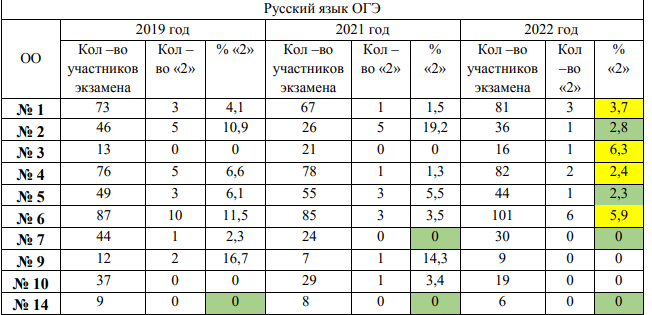 Русский язык ОГЭ
ОО 2019 год 2021 год 2022 год
Кол –во участников экзамена Кол – во «2» % «2» Кол –во участников экзамена Кол – во «2» % «2» Кол –во участников экзамена Кол –во «2» % «2»
№ 1 73 3 4,1 67 1 1,5 81 3 3,7
№ 2 46 5 10,9 26 5 19,2 36 1 2,8
№ 3 13 0 0 21 0 0 16 1 6,3
№ 4 76 5 6,6 78 1 1,3 82 2 2,4
№ 5 49 3 6,1 55 3 5,5 44 1 2,3
№ 6 87 10 11,5 85 3 3,5 101 6 5,9
№ 7 44 1 2,3 24 0 0 30 0 0
№ 9 12 2 16,7 7 1 14,3 9 0 0
№ 10 37 0 0 29 1 3,4 19 0 0
№ 14 9 0 0 8 0 0 6 0 0